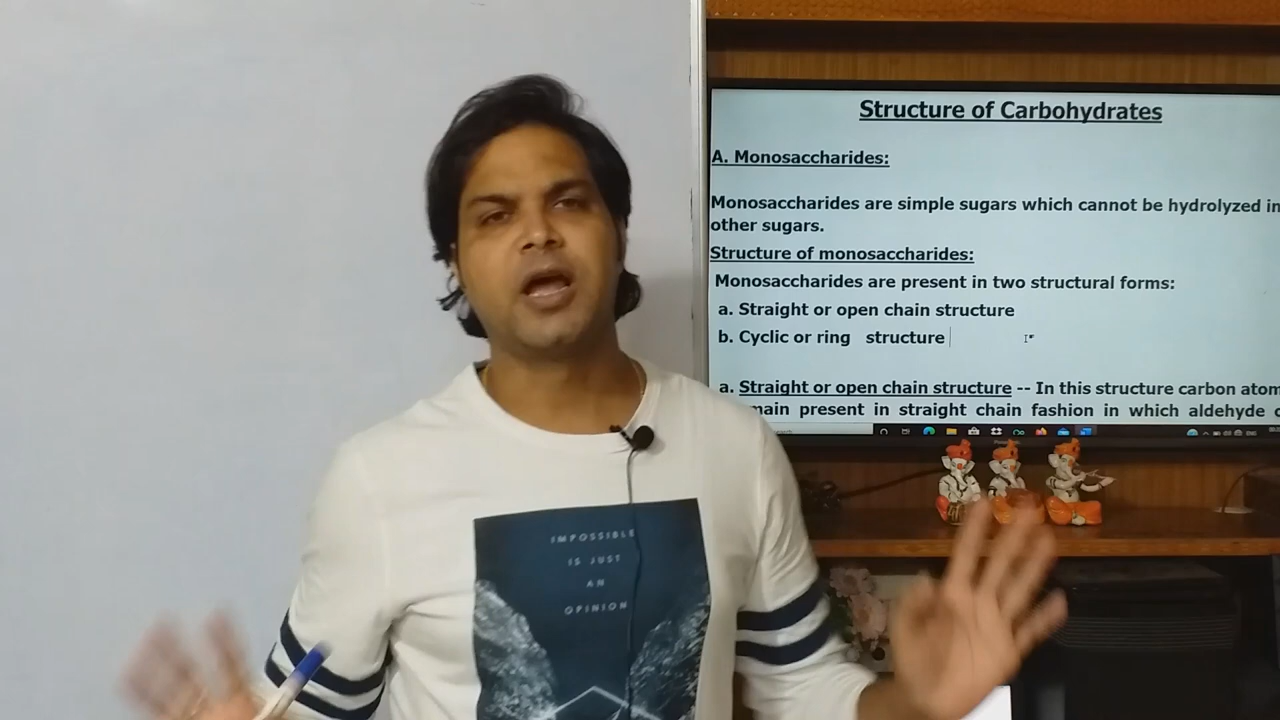 Structure of Carbohydrates
A. Monosaccharides:
Monosaccharides are simple sugars which cannot be hydrolyzed in
other sugars.
Structure of monosaccharides:
Monosaccharides are present in two structural forms:
a. Straight or open chain structure
b. Cyclic or ring structure
a. Straight or open chain structure -- In this structure carbon atom
main present in straight chain fashion in which aldehyde
IMPOSSIBLE
IS JUST
AN
OPINION